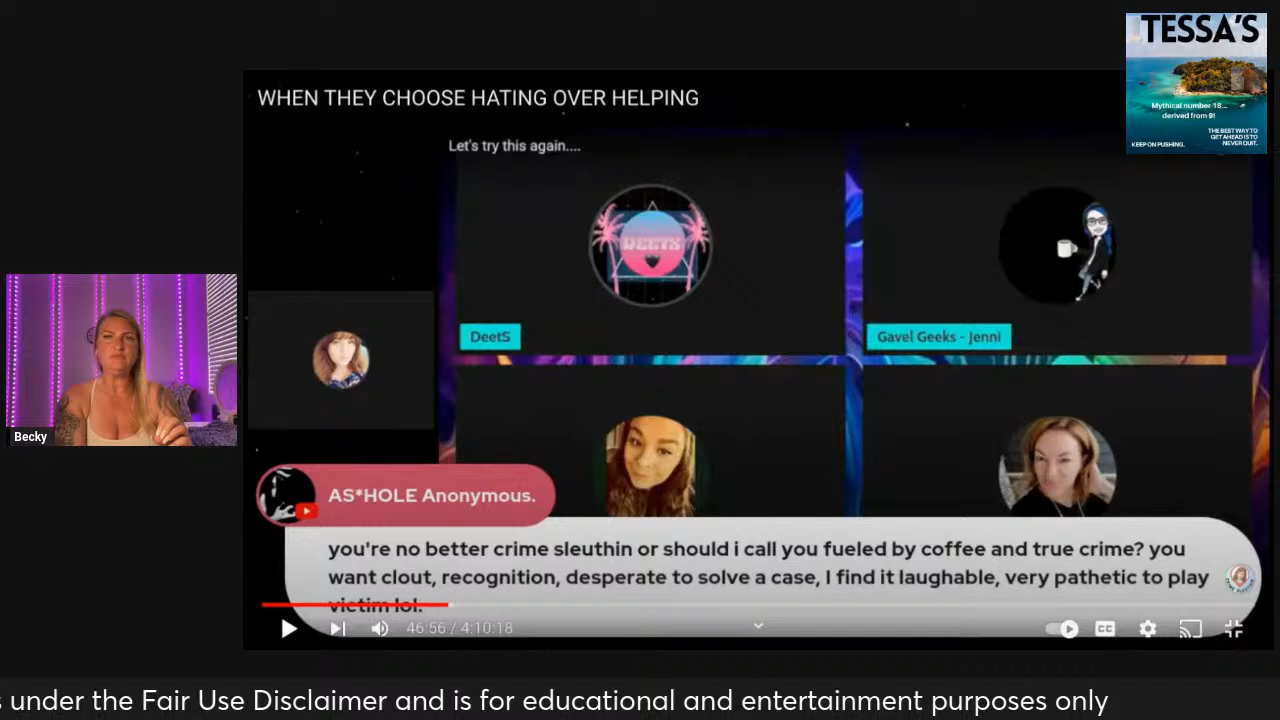 TESSA'S
Mythical number 18...
derived from 9!
THE BEST WAY TO
GET AHEAD IS TO
NEVER QUIT.
KEEP ON PUSHING.
WHEN THEY CHOOSE HATING OVER HELPING
Let's try this again....
DEETS
DeetS
Gavel Geeks - Jenni
Becky
AS*HOLE Anonymous.
you're no better crime sleuthin or should i call you fueled by coffee and true crime? you
want clout, recognition, desperate to solve a case, I find it laughable, very pathetic to play
victim lol.
46:56 / 4:10:18
CC
s under the Fair Use Disclaimer and is for educational and entertainment purposes only